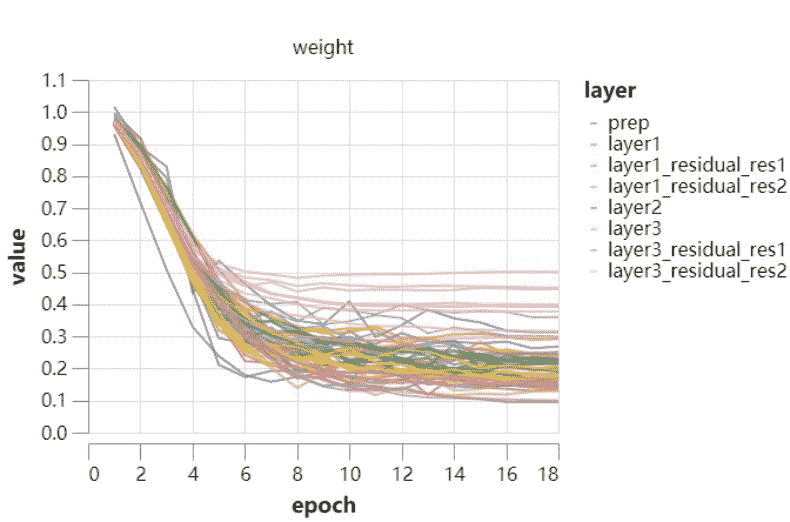 weight
1.1
1.0
0.9
0.8
0.7
0.6
0.5
0.4
0.3
0.2
0.1
0.0
value
0 2 4 6 8 10 12 14 16 18
epoch
layer
prep
layer1
layer1_residual_res1
layer1_residual_res2
layer2
layer3
layer3_residual_res1
layer3_residual_res2